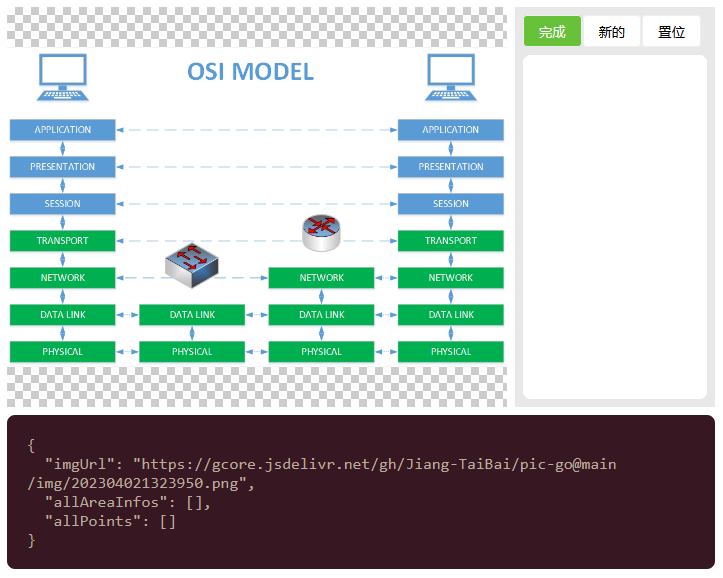 OSI MODEL
APPLICATION APPLICATION
PRESENTATION PRESENTATION
SESSION SESSION
TRANSPORT TRANSPORT
NETWORK NETWORK NETWORK
DATA LINK DATA LINK DATA LINK DATA LINK
PHYSICAL PHYSICAL PHYSICAL PHYSICAL
完成 新的 置位
{
"imgUrl": "https://gcore.jsdelivr.net/gh/Jiang-TaiBai/pic-go@main
/img/202304021323950.png",
"allAreaInfos": [],
"allPoints": []
}